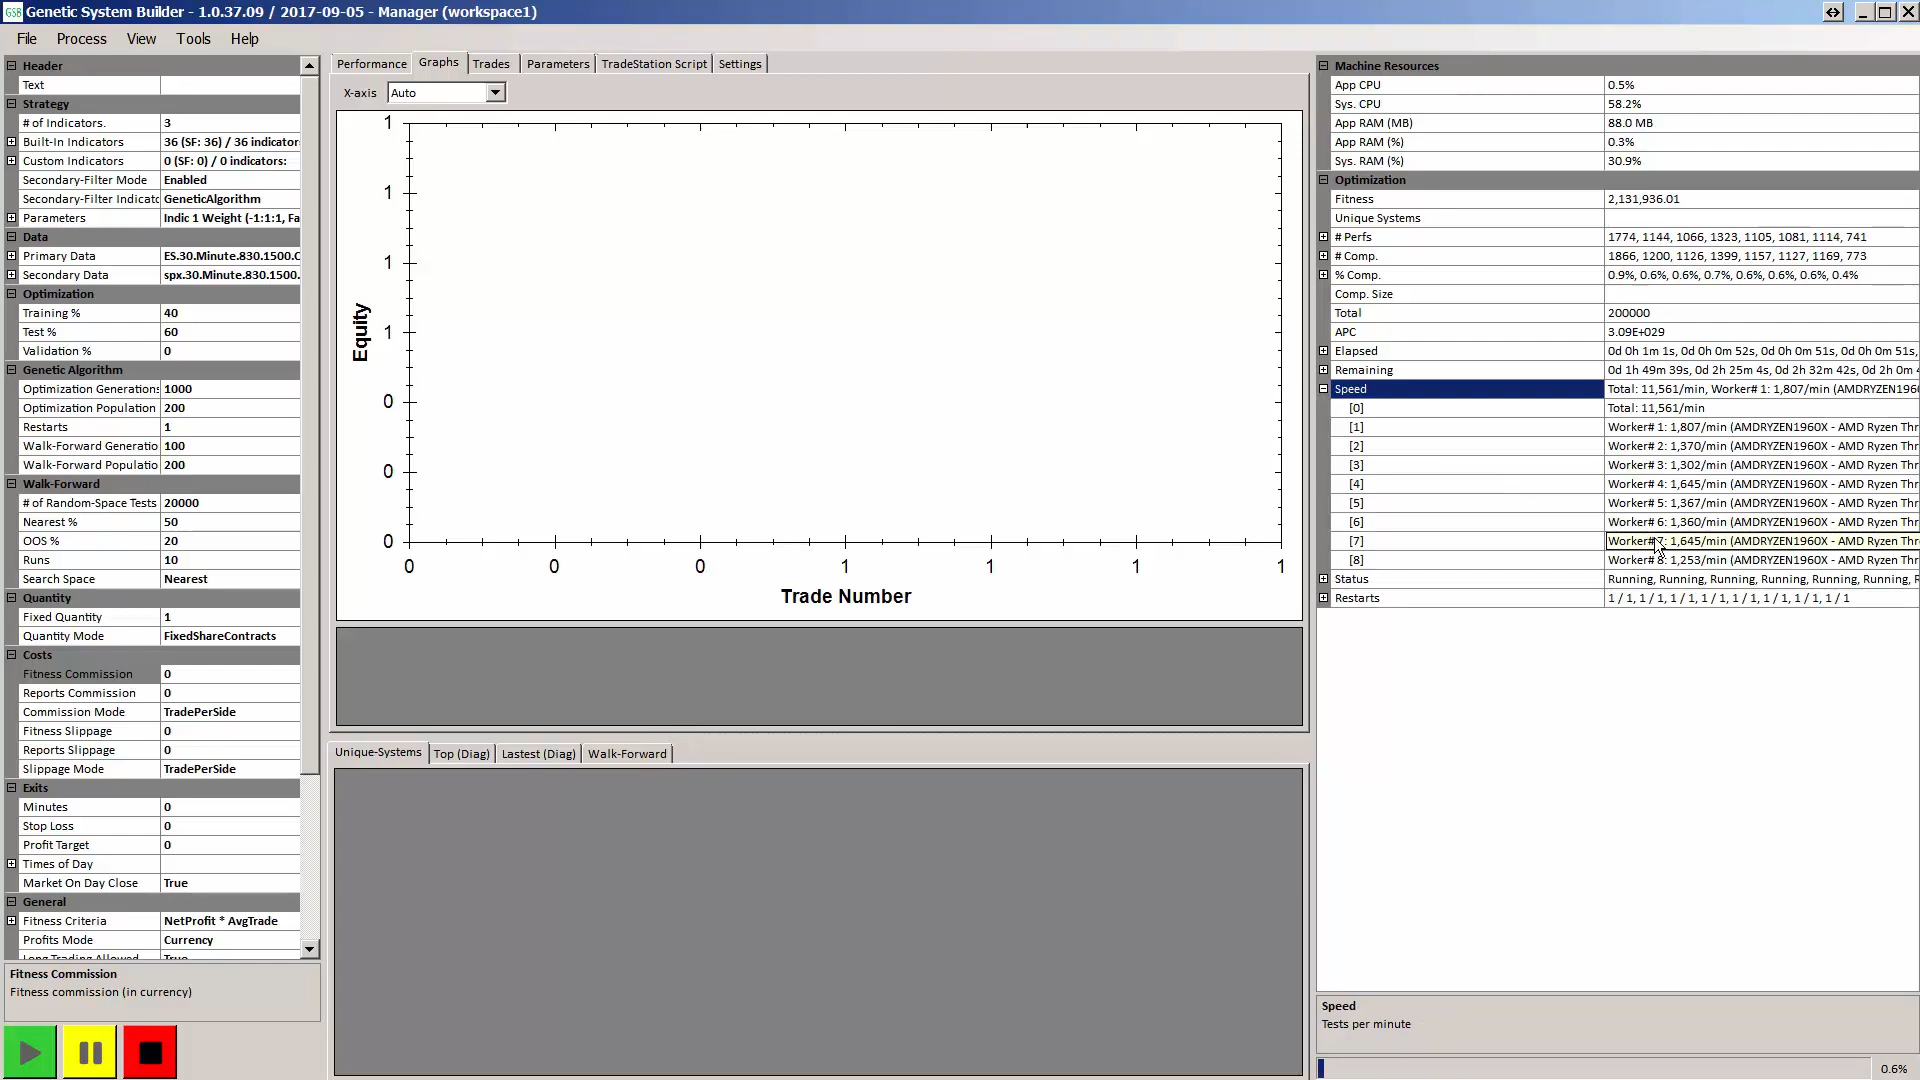 GSB Genetic System Builder - 1.0.37.09 / 2017-09-05 - Manager (workspace1)
File Process View Tools Help
Header
Text
Strategy
# of Indicators. 3
Built-In Indicators 36 (SF: 36) / 36 indicator
Custom Indicators 0 (SF: 0) / 0 indicators:
Secondary-Filter Mode Enabled
Secondary-Filter Indicatc GeneticAlgorithm
Parameters Indic 1 Weight (-1:1:1, Fa
Data
Primary Data ES.30.Minute.830.1500.C
Secondary Data spx.30.Minute.830.1500.
Optimization
Training % 40
Test % 60
Validation % 0
Genetic Algorithm
Optimization Generations 1000
Optimization Population 200
Restarts 1
Walk-Forward Generatio 100
Walk-Forward Populatio 200
Walk-Forward
# of Random-Space Tests 20000
Nearest % 50
OOS % 20
Runs 10
Search Space Nearest
Quantity
Fixed Quantity 1
Quantity Mode FixedShareContracts
Costs
Fitness Commission 0
Reports Commission 0
Commission Mode TradePerSide
Fitness Slippage 0
Reports Slippage 0
Slippage Mode TradePerSide
Exits
Minutes 0
Stop Loss 0
Profit Target 0
Times of Day
Market On Day Close True
General
Fitness Criteria NetProfit * AvgTrade
Profits Mode Currency
Long Trading Allowed True
Fitness Commission
Fitness commission (in currency)
Performance Graphs Trades Parameters TradeStation Script Settings
X-axis Auto
1
1
1
1
0
0
0
Equity
0 0 0 1 1 1 1
Trade Number
Unique-Systems Top (Diag) Lastest (Diag) Walk-Forward
Machine Resources
App CPU 0.5%
Sys. CPU 58.2%
App RAM (MB) 88.0 MB
App RAM (%) 0.3%
Sys. RAM (%) 30.9%
Optimization
Fitness 2,131,936.01
Unique Systems
# Perfs 1774, 1144, 1066, 1323, 1105, 1081, 1114, 741
# Comp. 1866, 1200, 1126, 1399, 1157, 1127, 1169, 773
% Comp. 0.9%, 0.6%, 0.6%, 0.7%, 0.6%, 0.6%, 0.6%, 0.4%
Comp. Size
Total 200000
APC 3.09E+029
Elapsed 0d 0h 1m 1s, 0d 0h 0m 52s, 0d 0h 0m 51s, 0d 0h 0m 51s,
Remaining 0d 1h 49m 39s, 0d 2h 25m 4s, 0d 2h 32m 42s, 0d 2h 0m 4
Speed Total: 11,561/min, Worker# 1: 1,807/min (AMDRYZEN196
[0] Total: 11,561/min
[1] Worker# 1: 1,807/min (AMDRYZEN1960X - AMD Ryzen Thr
[2] Worker# 2: 1,370/min (AMDRYZEN1960X - AMD Ryzen Thr
[3] Worker# 3: 1,302/min (AMDRYZEN1960X - AMD Ryzen Thr
[4] Worker# 4: 1,645/min (AMDRYZEN1960X - AMD Ryzen Thr
[5] Worker# 5: 1,367/min (AMDRYZEN1960X - AMD Ryzen Thr
[6] Worker# 6: 1,360/min (AMDRYZEN1960X - AMD Ryzen Thr
[7] Worker# 7: 1,645/min (AMDRYZEN1960X - AMD Ryzen Thr
[8] Worker# 8: 1,253/min (AMDRYZEN1960X - AMD Ryzen Thr
Status Running, Running, Running, Running, Running, Running, R
Restarts 1 / 1, 1 / 1, 1 / 1, 1 / 1, 1 / 1, 1 / 1, 1 / 1, 1 / 1
Speed
Tests per minute
0.6%